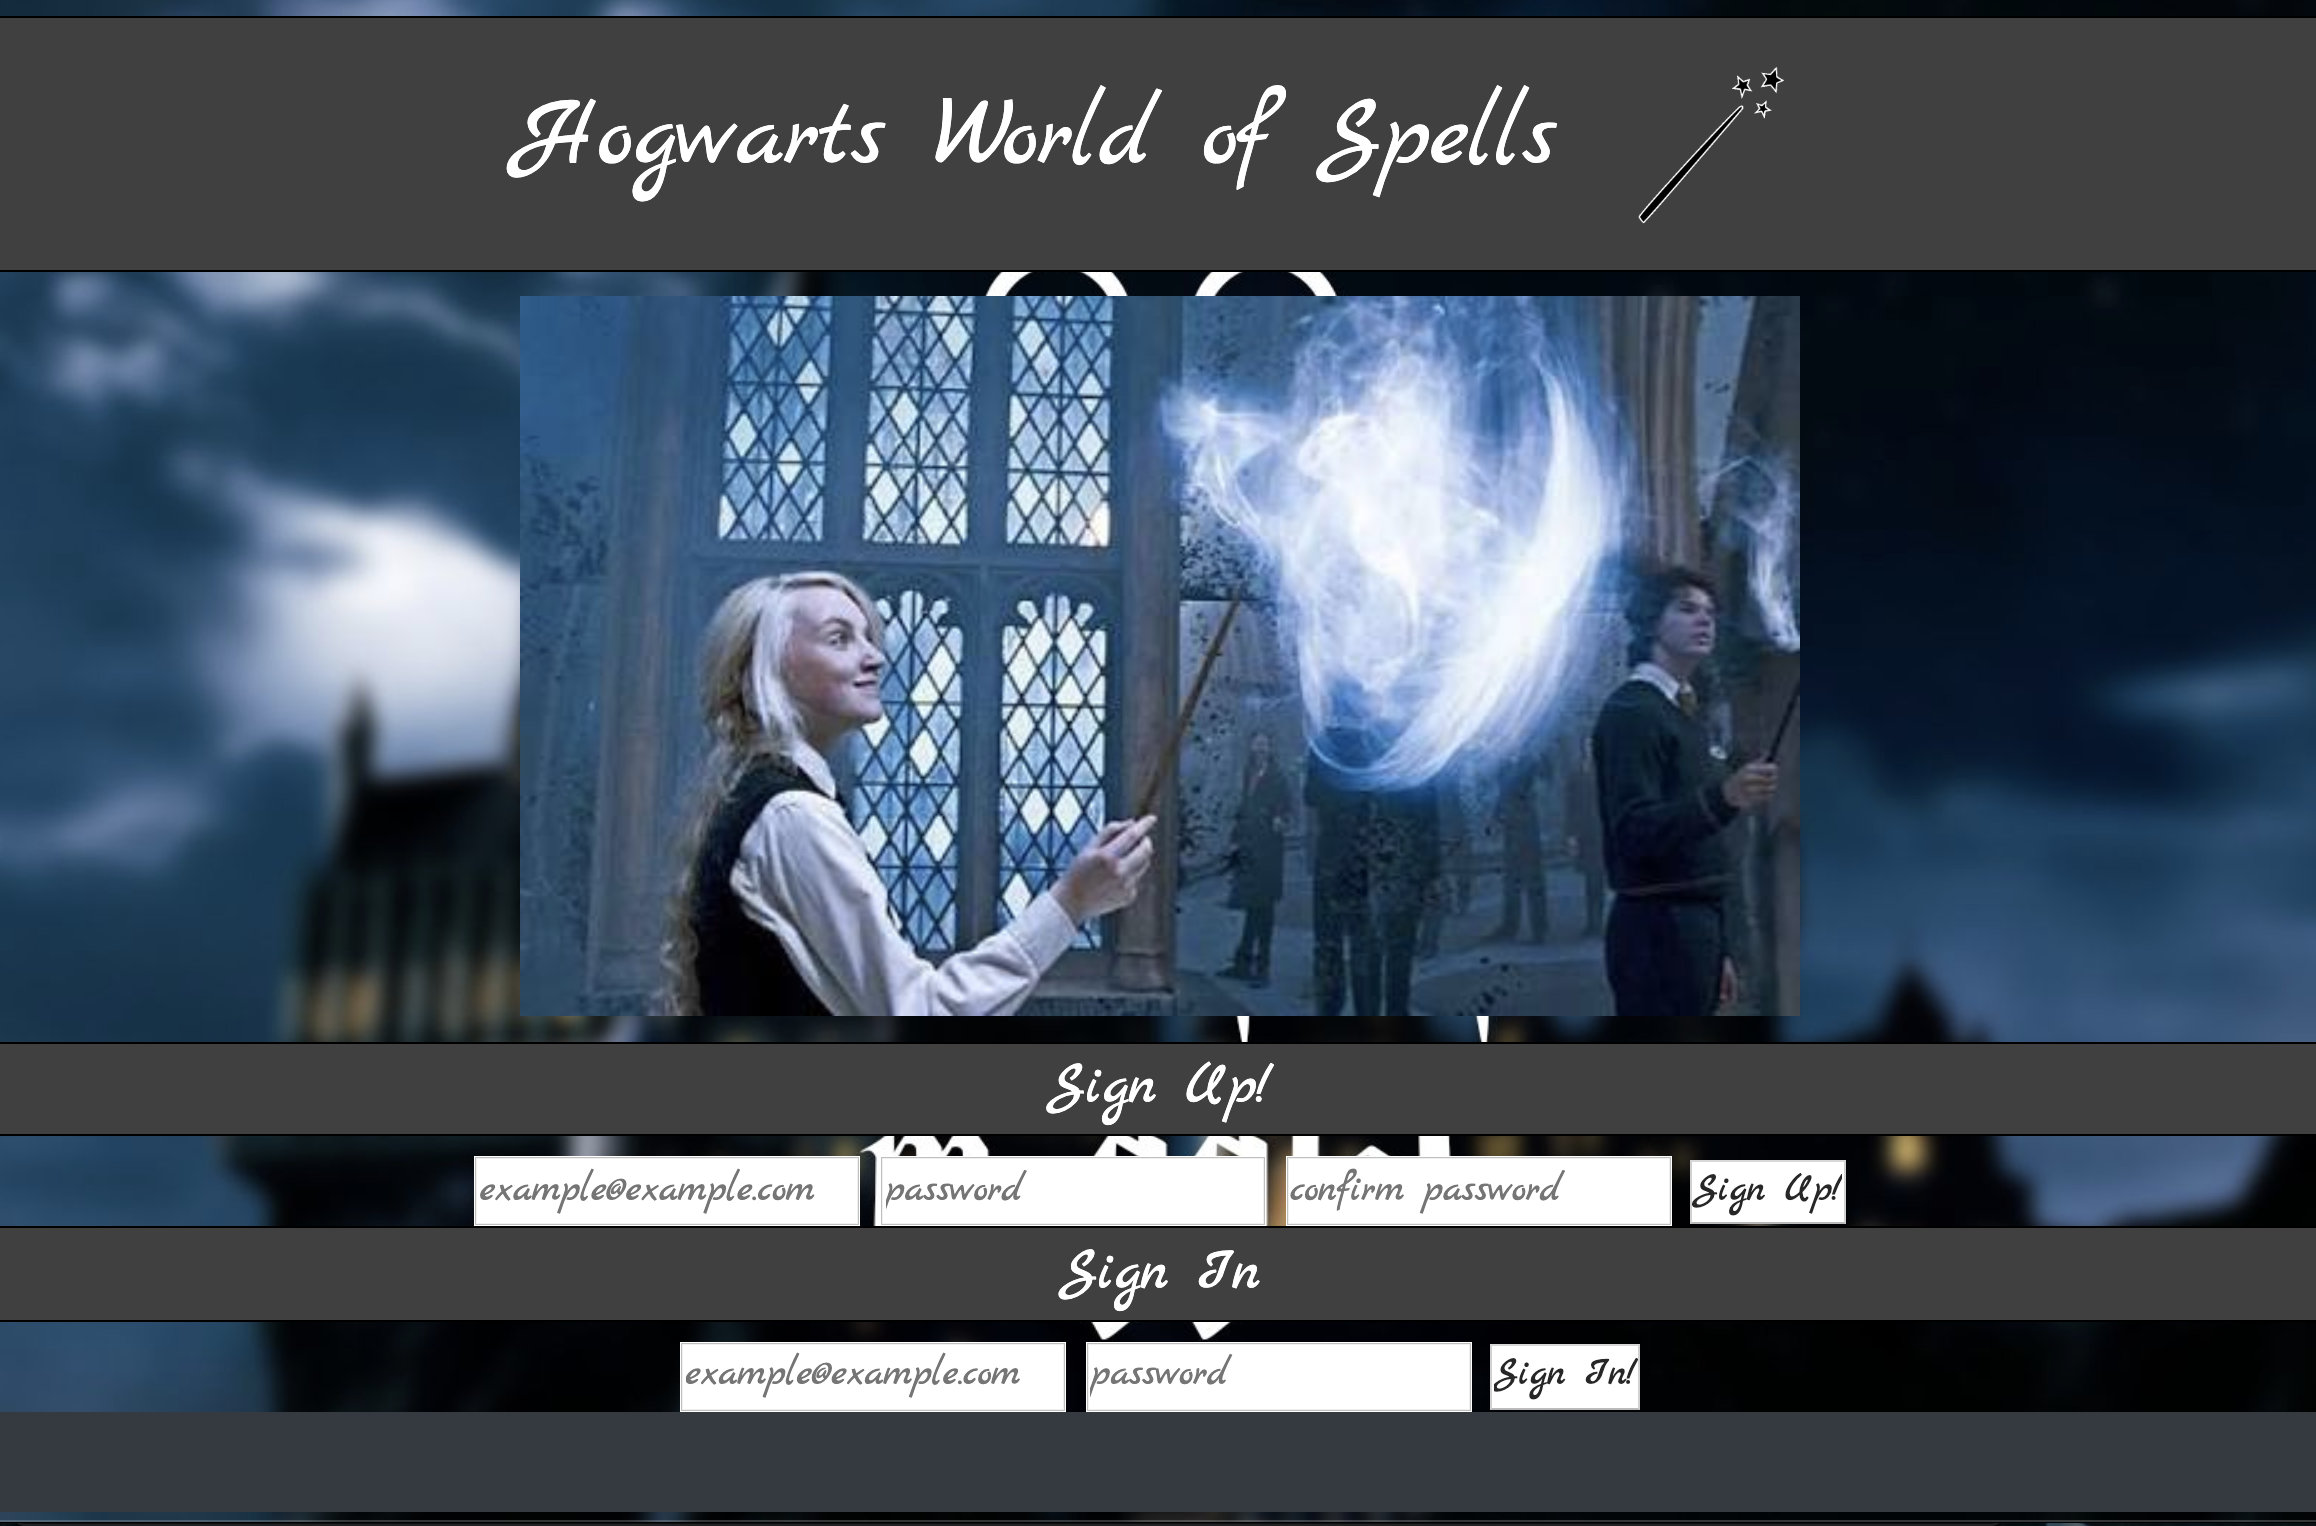 Hogwarts World of Spells
Sign Up!
example@example.com password confirm password Sign Up!
Sign In
example@example.com password Sign In!